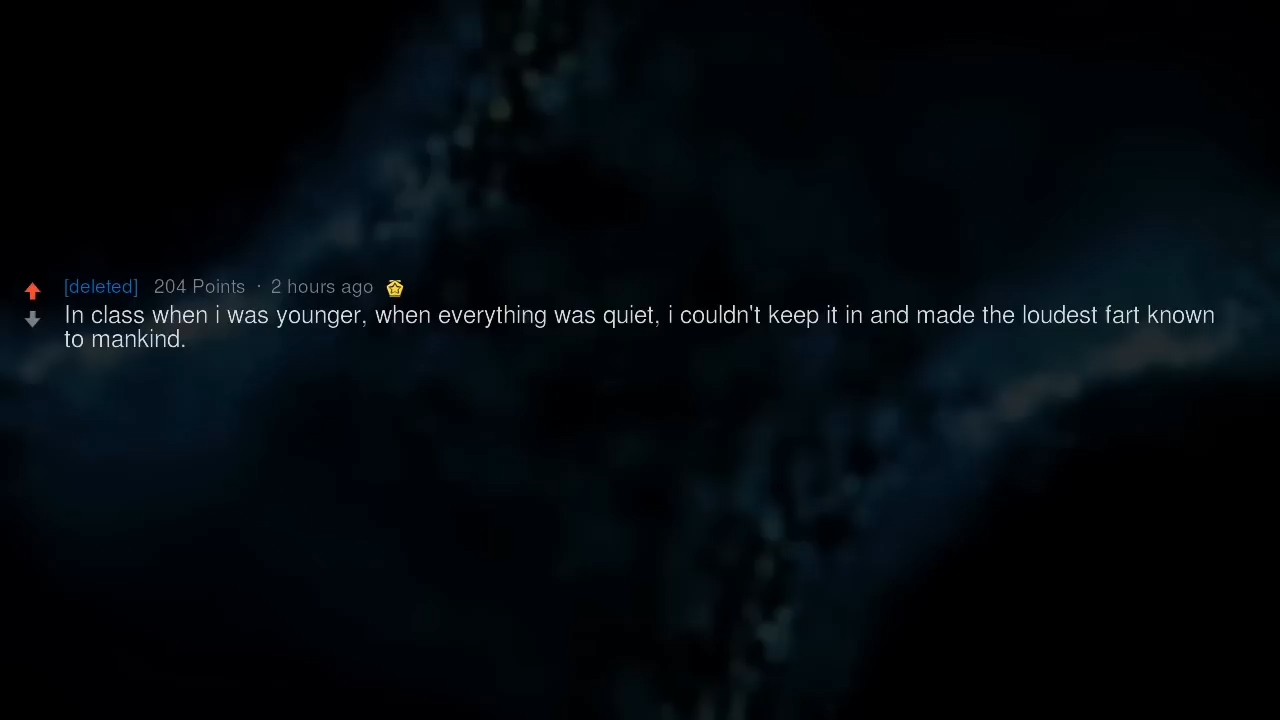 [deleted] 204 Points · 2 hours ago
In class when i was younger, when everything was quiet, i couldn't keep it in and made the loudest fart known
to mankind.